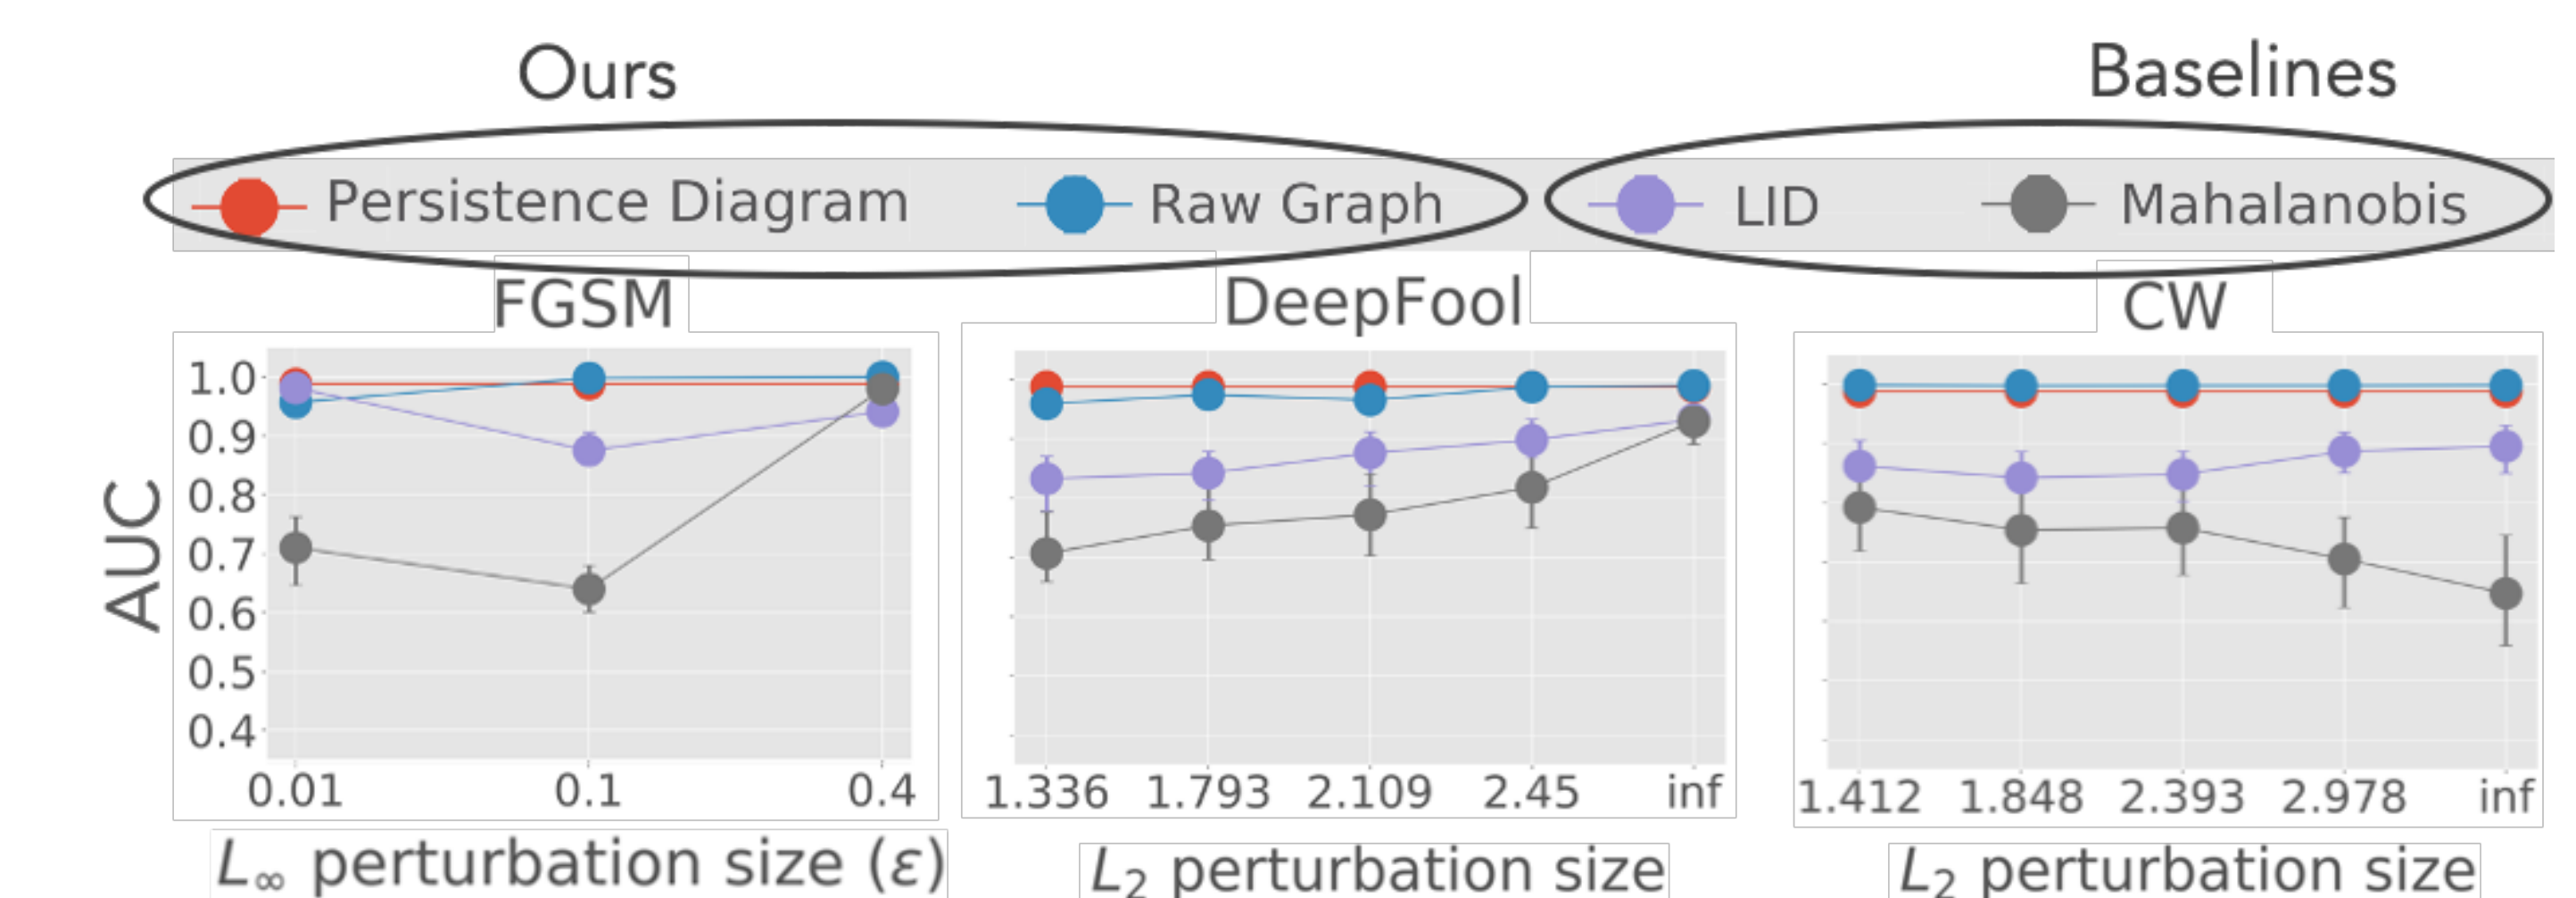 Ours Baselines
Persistence Diagram Raw Graph LID Mahalanobis
FGSM DeepFool CW
AUC
1.0
0.9
0.8
0.7
0.6
0.5
0.4
0.01 0.1 0.4
1.336 1.793 2.109 2.45 inf
1.412 1.848 2.393 2.978 inf
L∞ perturbation size (ε)
L2 perturbation size
L2 perturbation size